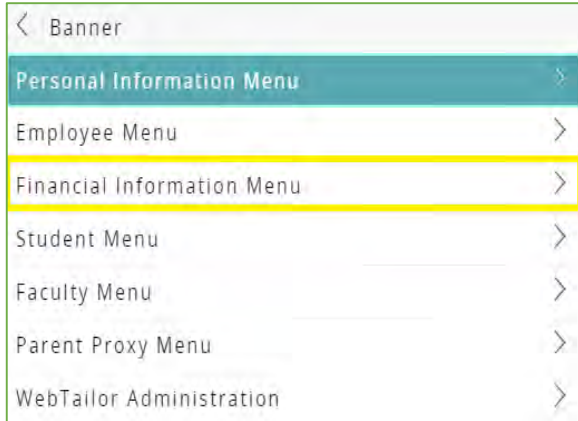 Banner
Personal Information Menu
Employee Menu
Financial Information Menu
Student Menu
Faculty Menu
Parent Proxy Menu
WebTailor Administration